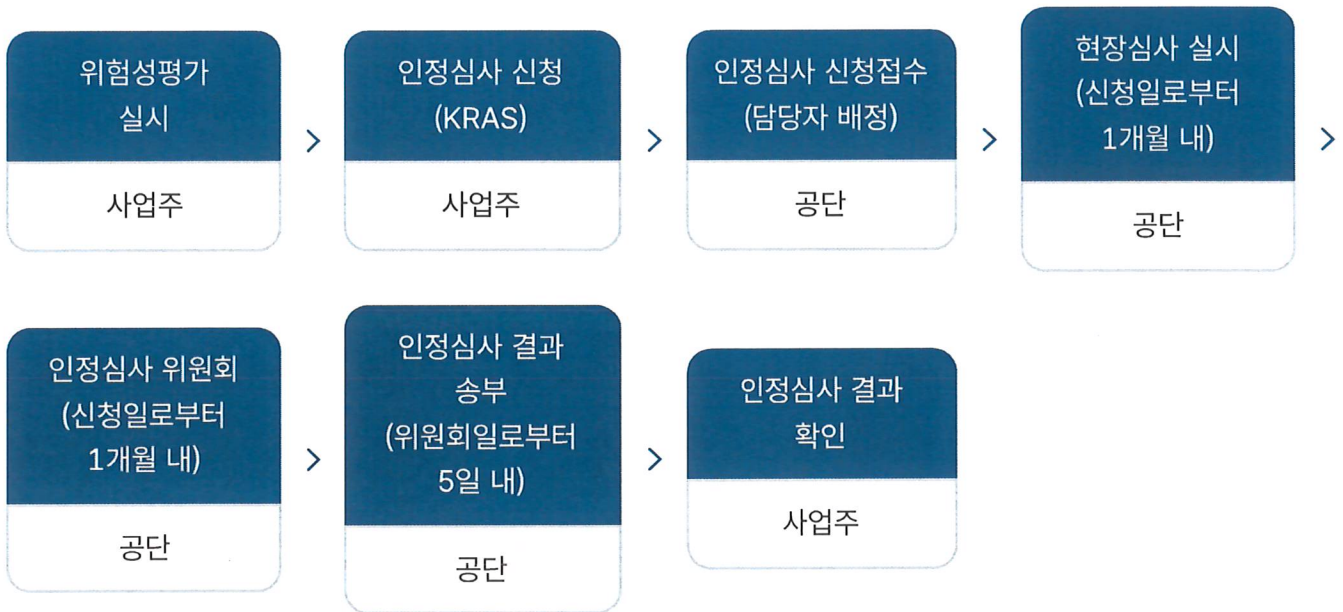 위험성평가
실시
사업주
인정심사 신청
(KRAS)
사업주
인정심사 신청접수
(담당자 배정)
공단
현장심사 실시
(신청일로부터
1개월 내)
공단
인정심사 위원회
(신청일로부터
1개월 내)
공단
인정심사 결과
송부
(위원회일로부터
5일 내)
공단
인정심사 결과
확인
사업주